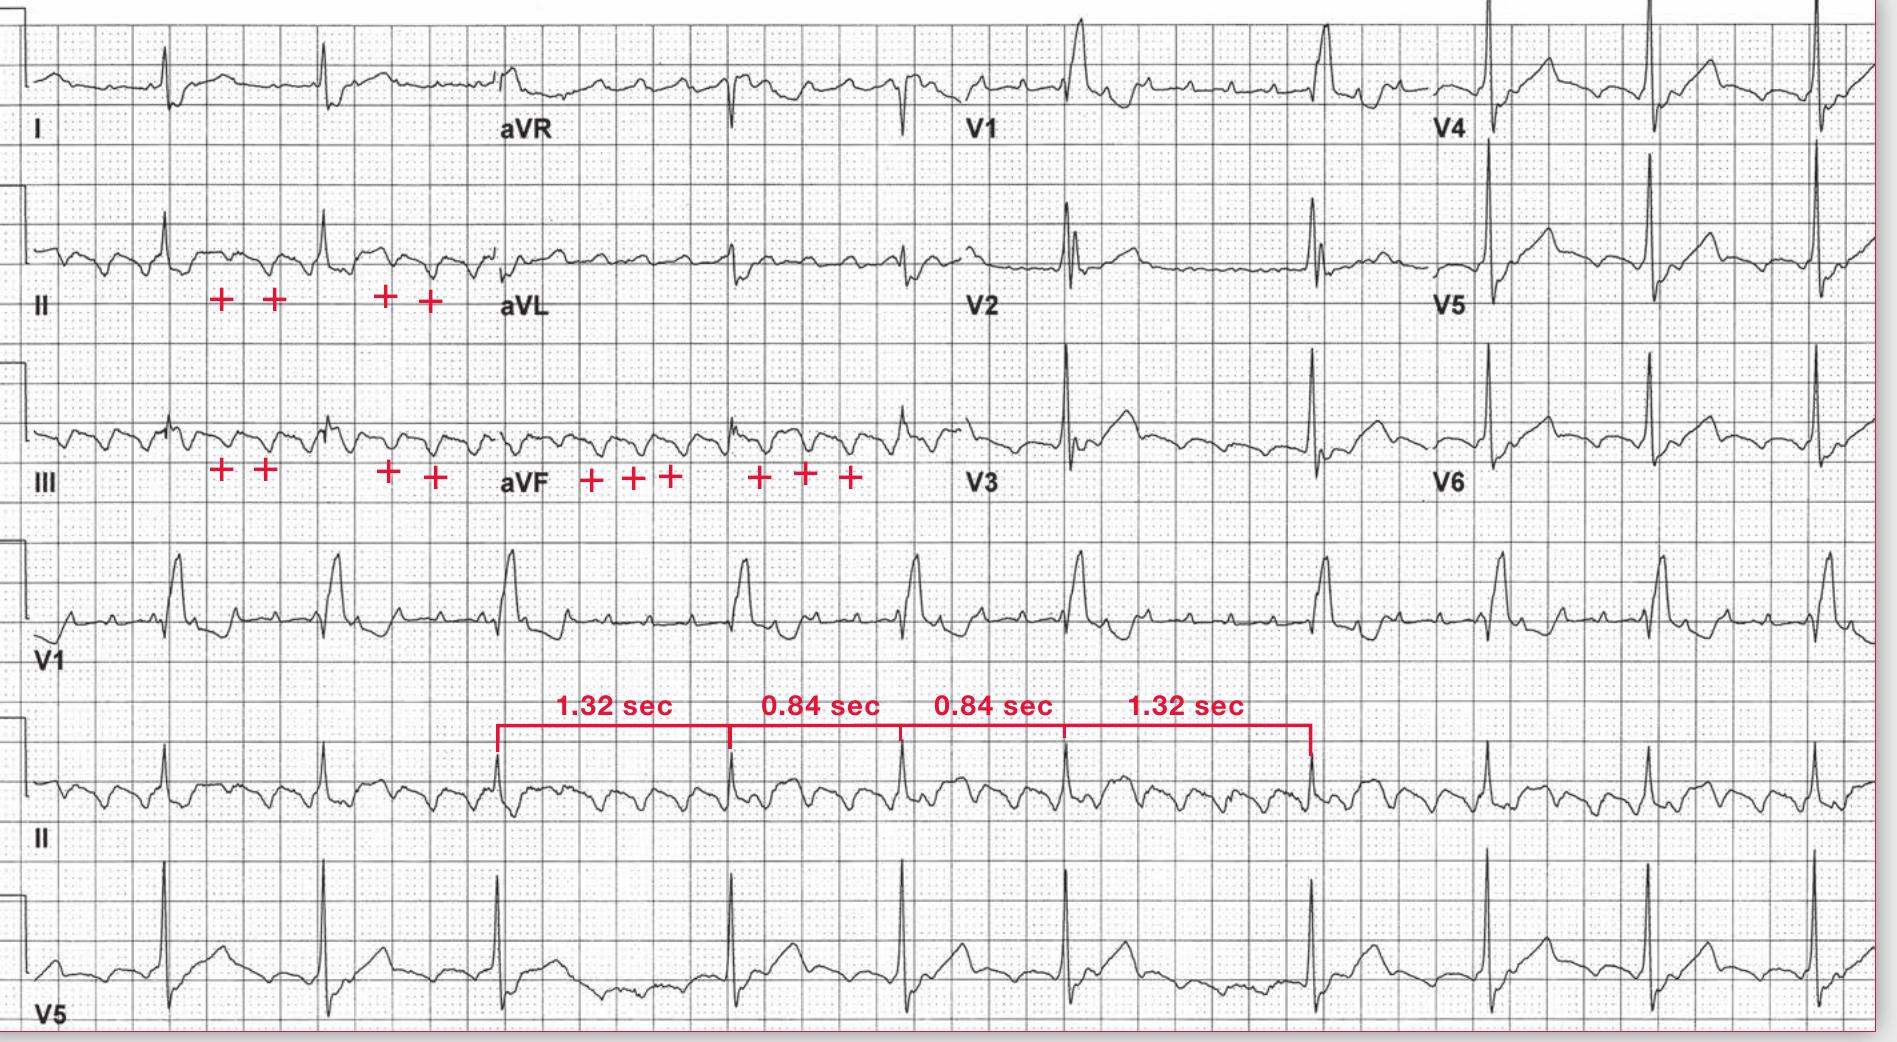 I aVR V1 V4
II aVL V2 V5
III aVF V3 V6
V1
1.32 sec 0.84 sec 0.84 sec 1.32 sec
II
V5